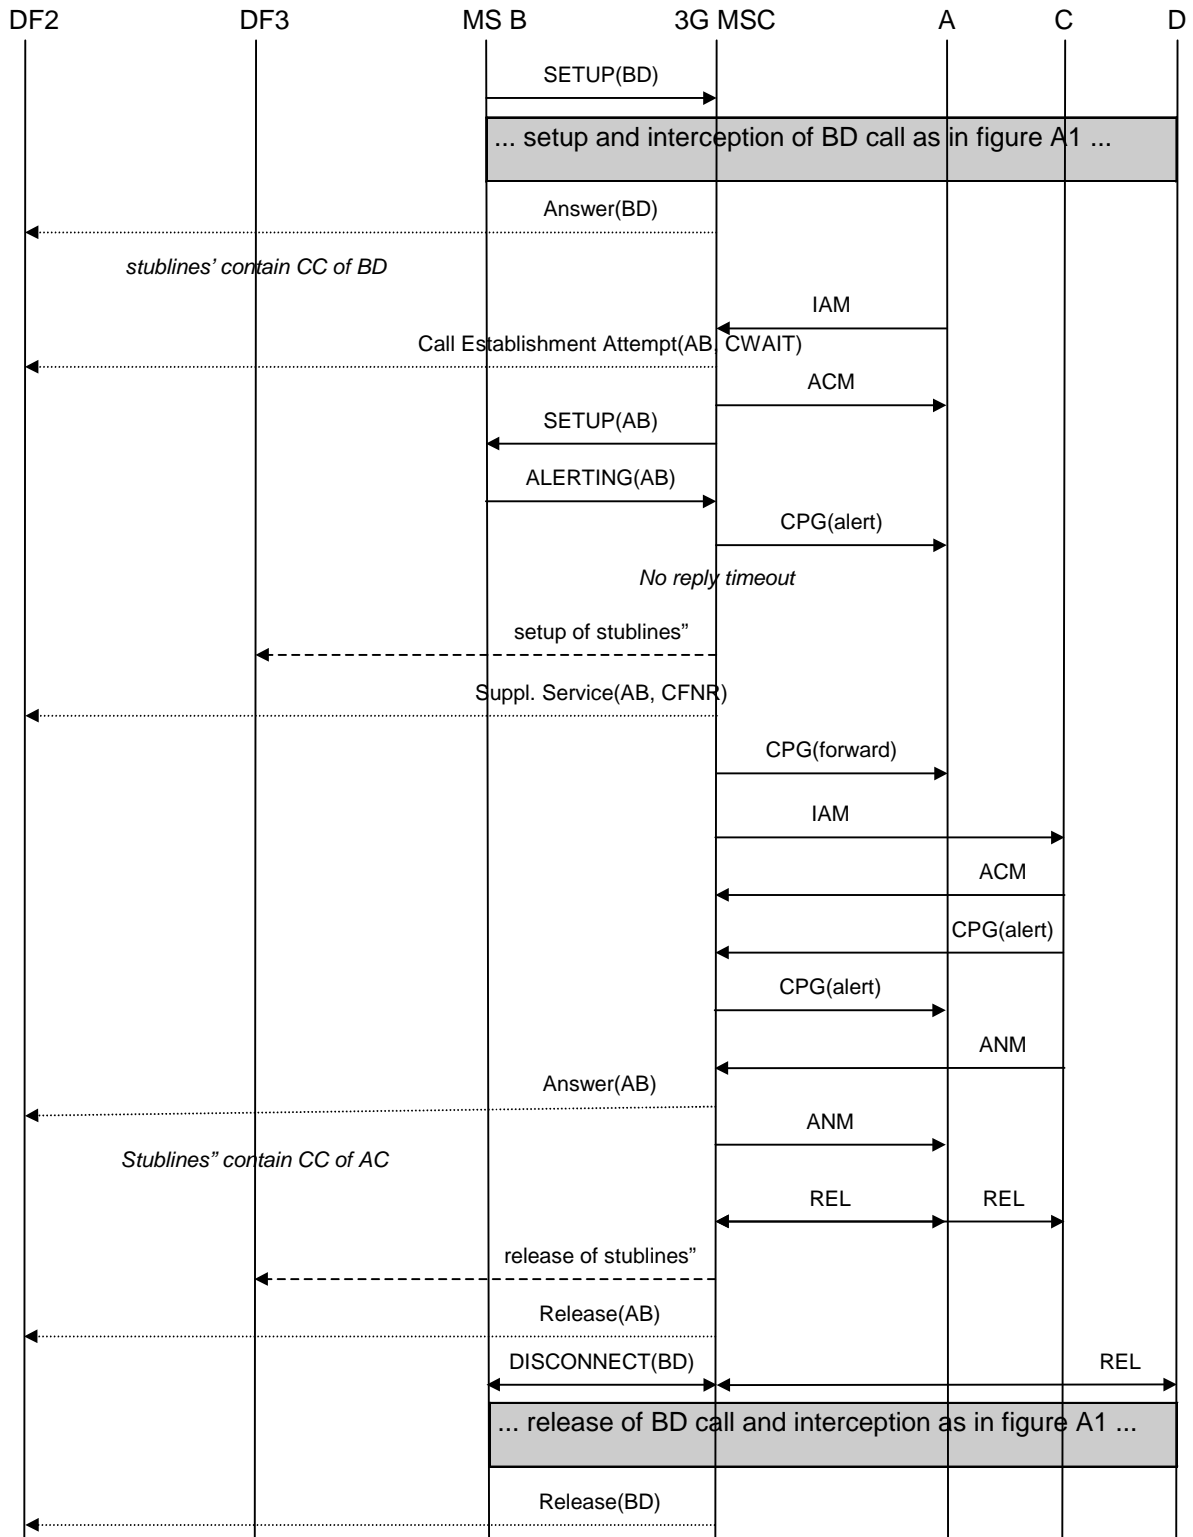 DF2 DF3 MS B 3G MSC A C D
SETUP(BD)
... setup and interception of BD call as in figure A1 ...
Answer(BD)
stublines’ contain CC of BD
IAM
Call Establishment Attempt(AB, CWAIT)
ACM
SETUP(AB)
ALERTING(AB)
CPG(alert)
No reply timeout
setup of stublines”
Suppl. Service(AB, CFNR)
CPG(forward)
IAM
ACM
CPG(alert)
CPG(alert)
ANM
Answer(AB)
ANM
Stublines” contain CC of AC
REL REL
release of stublines”
Release(AB)
DISCONNECT(BD) REL
... release of BD call and interception as in figure A1 ...
Release(BD)